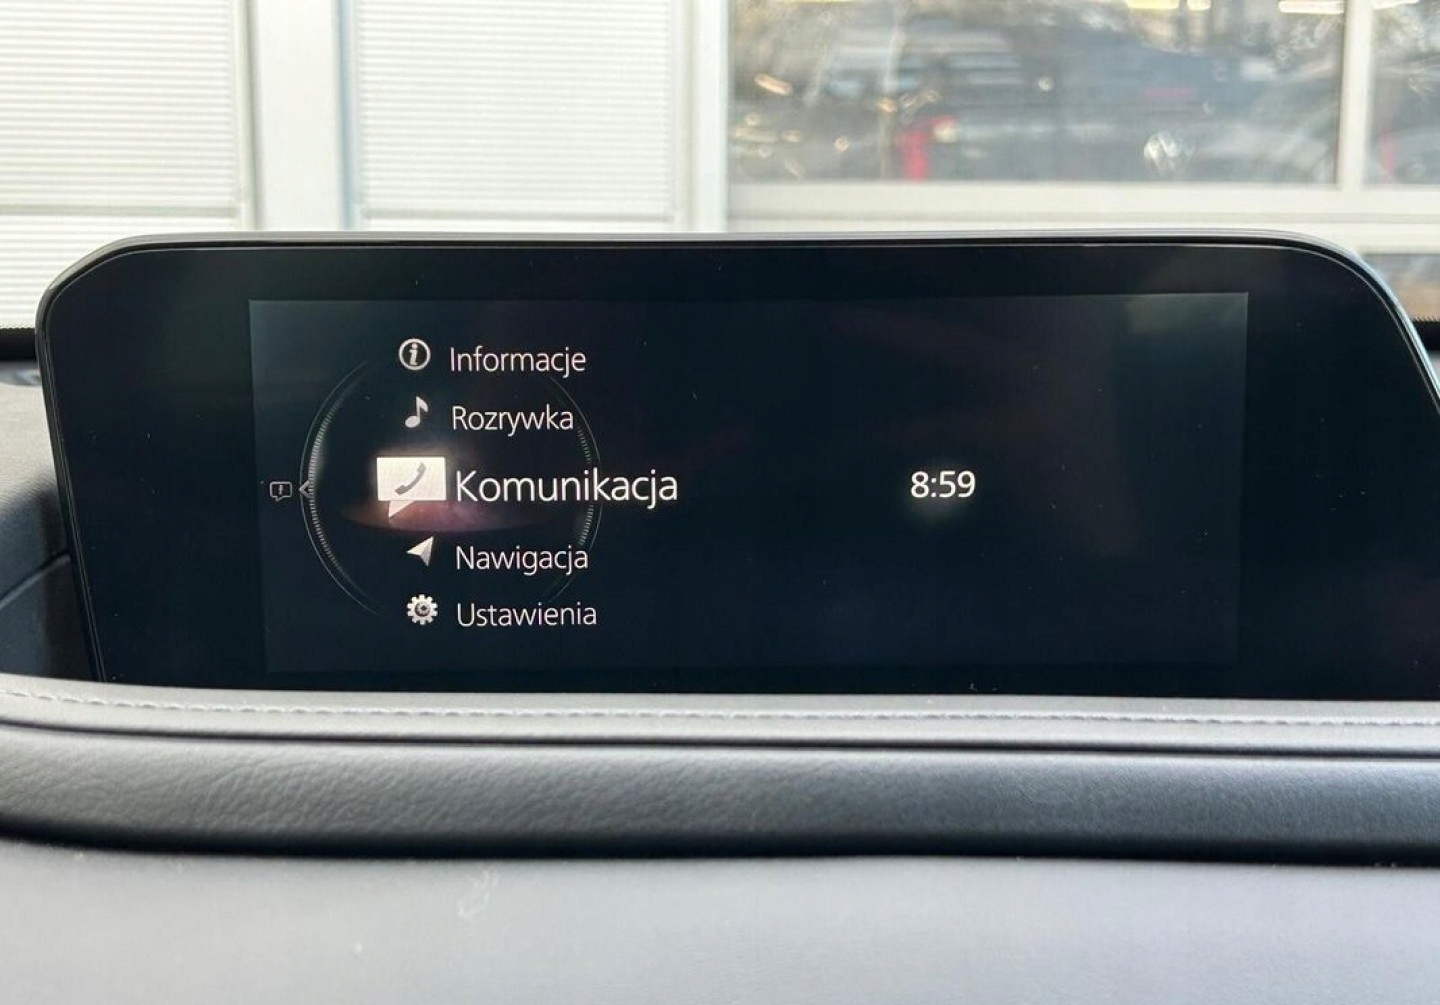 Informacje
Rozrywka
Komunikacja
8:59
Nawigacja
Ustawienia